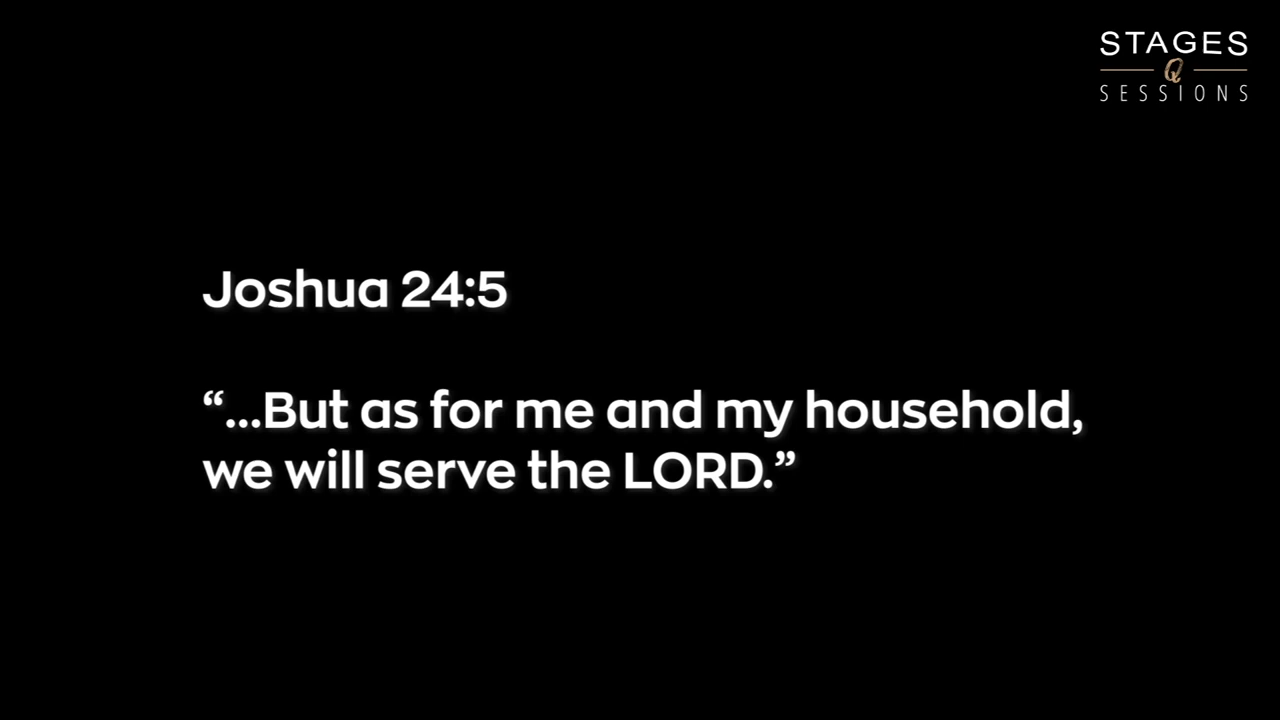 STAGES
Q
SESSIONS
Joshua 24:5
“...But as for me and my household,
we will serve the LORD.”